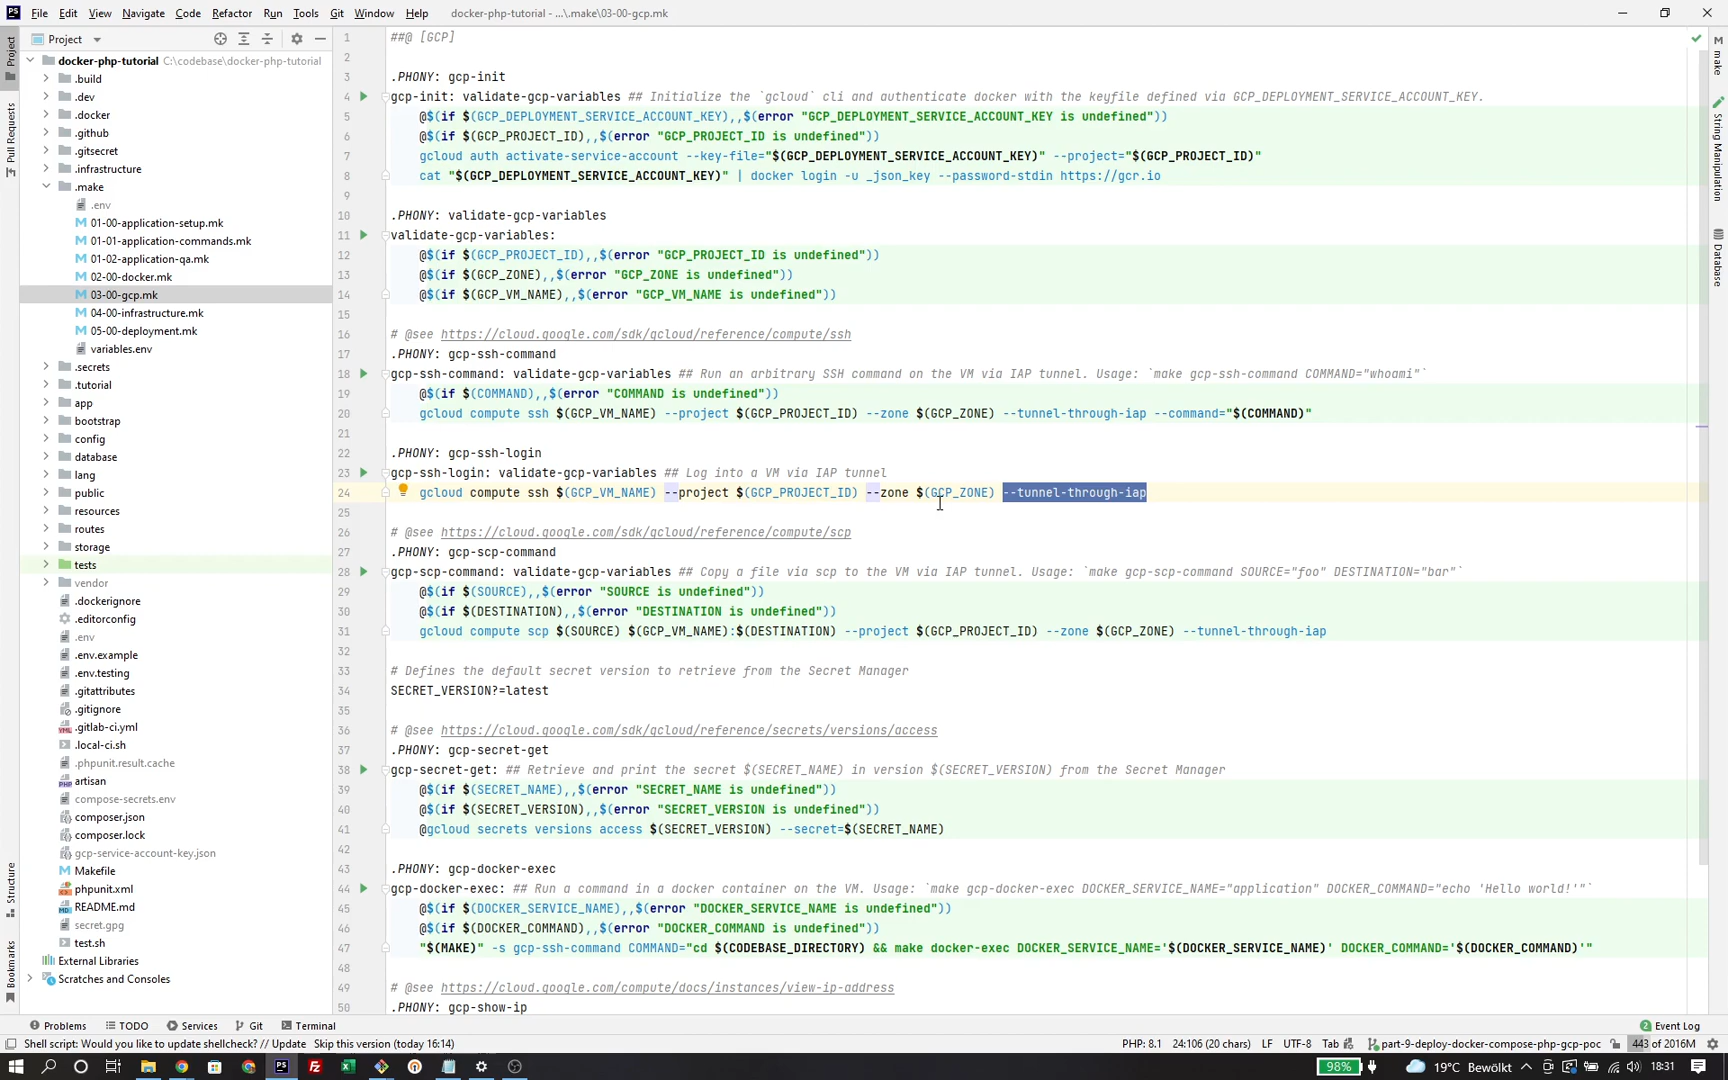 PS File Edit View Navigate Code Refactor Run Tools Git Window Help docker-php-tutorial - ...\.make\03-00-gcp.mk
Project
docker-php-tutorial C:\codebase\docker-php-tutorial
.build
.dev
.docker
.github
.gitsecret
.infrastructure
.make
.env
01-00-application-setup.mk
01-01-application-commands.mk
01-02-application-qa.mk
02-00-docker.mk
03-00-gcp.mk
04-00-infrastructure.mk
05-00-deployment.mk
variables.env
.secrets
.tutorial
app
bootstrap
config
database
lang
public
resources
routes
storage
tests
vendor
.dockerignore
.editorconfig
.env
.env.example
.env.testing
.gitattributes
.gitignore
.gitlab-ci.yml
.local-ci.sh
.phpunit.result.cache
artisan
compose-secrets.env
composer.json
composer.lock
gcp-service-account-key.json
Makefile
phpunit.xml
README.md
secret.gpg
test.sh
External Libraries
Scratches and Consoles
Project
Pull Requests
Structure
Bookmarks
1 ##@ [GCP]
2
3 .PHONY: gcp-init
4 gcp-init: validate-gcp-variables ## Initialize the `gcloud` cli and authenticate docker with the keyfile defined via GCP_DEPLOYMENT_SERVICE_ACCOUNT_KEY.
5 @$(if $(GCP_DEPLOYMENT_SERVICE_ACCOUNT_KEY),,$(error "GCP_DEPLOYMENT_SERVICE_ACCOUNT_KEY is undefined"))
6 @$(if $(GCP_PROJECT_ID),,$(error "GCP_PROJECT_ID is undefined"))
7 gcloud auth activate-service-account --key-file="$(GCP_DEPLOYMENT_SERVICE_ACCOUNT_KEY)" --project="$(GCP_PROJECT_ID)"
8 cat "$(GCP_DEPLOYMENT_SERVICE_ACCOUNT_KEY)" | docker login -u _json_key --password-stdin https://gcr.io
9
10 .PHONY: validate-gcp-variables
11 validate-gcp-variables:
12 @$(if $(GCP_PROJECT_ID),,$(error "GCP_PROJECT_ID is undefined"))
13 @$(if $(GCP_ZONE),,$(error "GCP_ZONE is undefined"))
14 @$(if $(GCP_VM_NAME),,$(error "GCP_VM_NAME is undefined"))
15
16 # @see https://cloud.google.com/sdk/gcloud/reference/compute/ssh
17 .PHONY: gcp-ssh-command
18 gcp-ssh-command: validate-gcp-variables ## Run an arbitrary SSH command on the VM via IAP tunnel. Usage: `make gcp-ssh-command COMMAND="whoami"`
19 @$(if $(COMMAND),,$(error "COMMAND is undefined"))
20 gcloud compute ssh $(GCP_VM_NAME) --project $(GCP_PROJECT_ID) --zone $(GCP_ZONE) --tunnel-through-iap --command="$(COMMAND)"
21
22 .PHONY: gcp-ssh-login
23 gcp-ssh-login: validate-gcp-variables ## Log into a VM via IAP tunnel
24 gcloud compute ssh $(GCP_VM_NAME) --project $(GCP_PROJECT_ID) --zone $(GCP_ZONE) --tunnel-through-iap
25
26 # @see https://cloud.google.com/sdk/gcloud/reference/compute/scp
27 .PHONY: gcp-scp-command
28 gcp-scp-command: validate-gcp-variables ## Copy a file via scp to the VM via IAP tunnel. Usage: `make gcp-scp-command SOURCE="foo" DESTINATION="bar"`
29 @$(if $(SOURCE),,$(error "SOURCE is undefined"))
30 @$(if $(DESTINATION),,$(error "DESTINATION is undefined"))
31 gcloud compute scp $(SOURCE) $(GCP_VM_NAME):$(DESTINATION) --project $(GCP_PROJECT_ID) --zone $(GCP_ZONE) --tunnel-through-iap
32
33 # Defines the default secret version to retrieve from the Secret Manager
34 SECRET_VERSION?=latest
35
36 # @see https://cloud.google.com/sdk/gcloud/reference/secrets/versions/access
37 .PHONY: gcp-secret-get
38 gcp-secret-get: ## Retrieve and print the secret $(SECRET_NAME) in version $(SECRET_VERSION) from the Secret Manager
39 @$(if $(SECRET_NAME),,$(error "SECRET_NAME is undefined"))
40 @$(if $(SECRET_VERSION),,$(error "SECRET_VERSION is undefined"))
41 @gcloud secrets versions access $(SECRET_VERSION) --secret=$(SECRET_NAME)
42
43 .PHONY: gcp-docker-exec
44 gcp-docker-exec: ## Run a command in a docker container on the VM. Usage: `make gcp-docker-exec DOCKER_SERVICE_NAME="application" DOCKER_COMMAND="echo 'Hello world!'"`
45 @$(if $(DOCKER_SERVICE_NAME),,$(error "DOCKER_SERVICE_NAME is undefined"))
46 @$(if $(DOCKER_COMMAND),,$(error "DOCKER_COMMAND is undefined"))
47 "$(MAKE)" -s gcp-ssh-command COMMAND="cd $(CODEBASE_DIRECTORY) && make docker-exec DOCKER_SERVICE_NAME='$(DOCKER_SERVICE_NAME)' DOCKER_COMMAND='$(DOCKER_COMMAND)'"
48
49 # @see https://cloud.google.com/compute/docs/instances/view-ip-address
50 .PHONY: gcp-show-ip
make
String Manipulation
Database
Problems TODO Services Git Terminal 2 Event Log
Shell script: Would you like to update shellcheck? // Update Skip this version (today 16:14) PHP: 8.1 24:106 (20 chars) LF UTF-8 Tab part-9-deploy-docker-compose-php-gcp-poc 443 of 2016M
98% 19°C Bewölkt 18:31